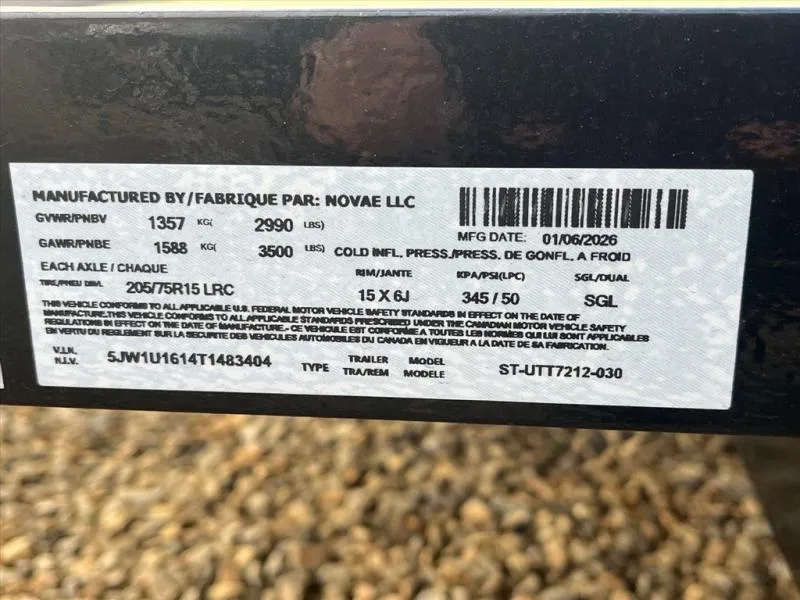 MANUFACTURED BY/FABRIQUE PAR: NOVAE LLC
GVWR/PNBV 1357 KG( 2990 LBS)
MFG DATE: 01/06/2026
GAWR/PNBE 1588 KG( 3500 LBS) COLD INFL. PRESS./PRESS. DE GONFL. A FROID
EACH AXLE / CHAQUE RIM/JANTE KPA/PSI(LPC) SGL/DUAL
TIRE/PNEU DIM. 205/75R15 LRC 15 X 6J 345 / 50 SGL
THIS VEHICLE CONFORMS TO ALL APPLICABLE U.S. FEDERAL MOTOR VEHICLE SAFETY STANDARDS IN EFFECT ON THE DATE OF
MANUFACTURE.THIS VEHICLE CONFORMS TO ALL APPLICABLE STANDARDS PRESCRIBED UNDER THE CANADIAN MOTOR VEHICLE SAFETY
REGULATIONS IN EFFECT ON THE DATE OF MANUFACTURE.- CE VEHICULE EST CONFORME A TOUTES LES NORMES QUI LUI SONT APPLICABLES
EN VERTU DU REGLEMENT SUR LA SECURITE DES VEHICULES AUTOMOBILES DU CANADA EN VIGUEUR A LA DATE DE SA FABRICATION.
V.I.N. N.I.V. 5JW1U1614T1483404 TYPE TRAILER TRA/REM MODEL MODELE ST-UTT7212-030